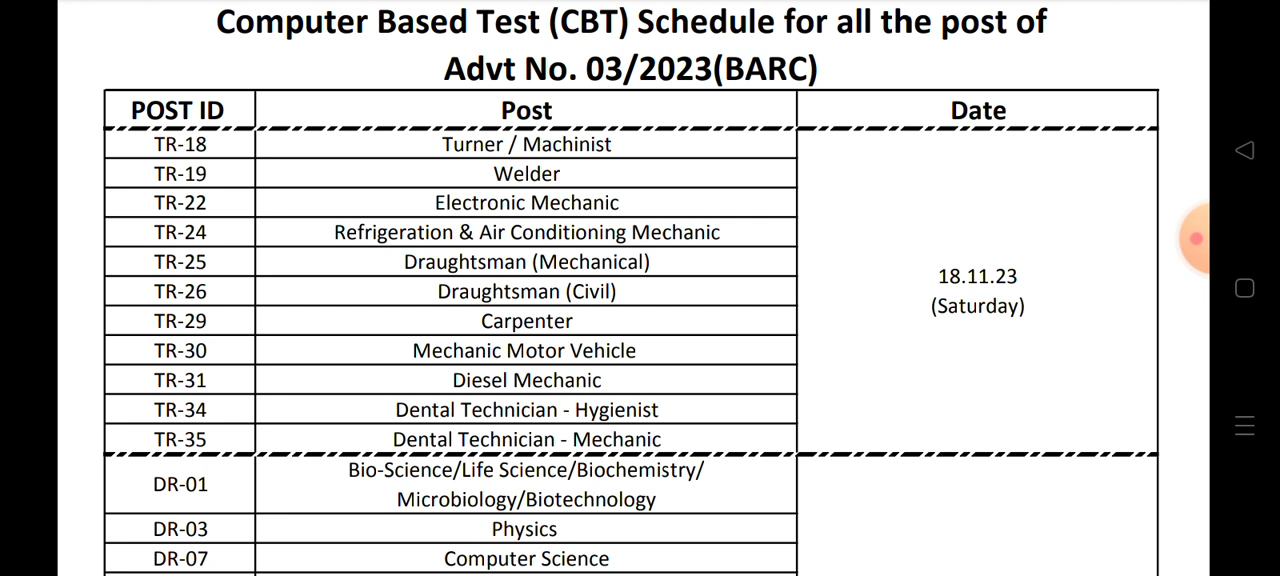 Computer Based Test (CBT) Schedule for all the post of
Advt No. 03/2023(BARC)
POST ID Post Date
TR-18 Turner / Machinist
TR-19 Welder
TR-22 Electronic Mechanic
TR-24 Refrigeration & Air Conditioning Mechanic
TR-25 Draughtsman (Mechanical)
18.11.23
TR-26 Draughtsman (Civil)
(Saturday)
TR-29 Carpenter
TR-30 Mechanic Motor Vehicle
TR-31 Diesel Mechanic
TR-34 Dental Technician - Hygienist
TR-35 Dental Technician - Mechanic
DR-01 Bio-Science/Life Science/Biochemistry/
Microbiology/Biotechnology
DR-03 Physics
DR-07 Computer Science